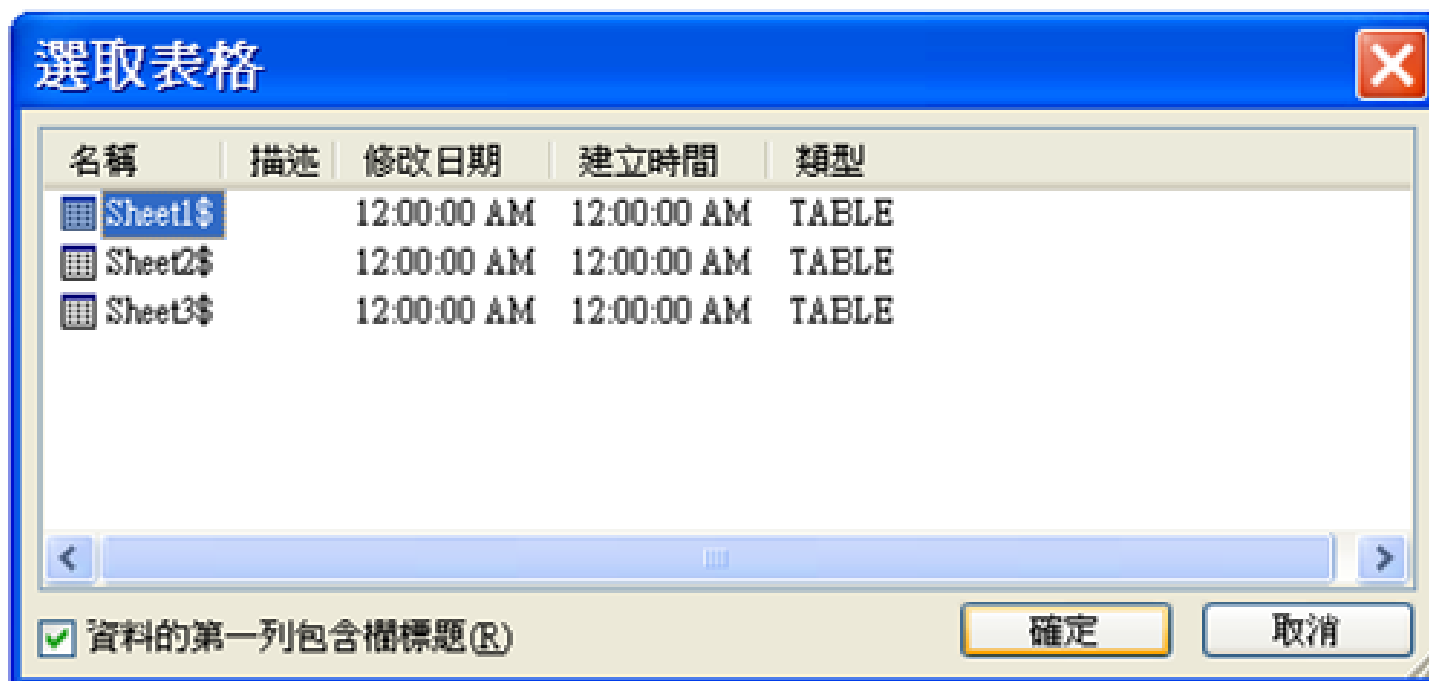 選取表格
名稱 描述 修改日期 建立時間 類型
Sheet1$ 12:00:00 AM 12:00:00 AM TABLE
Sheet2$ 12:00:00 AM 12:00:00 AM TABLE
Sheet3$ 12:00:00 AM 12:00:00 AM TABLE
資料的第一列包含欄標題(R) 確定 取消